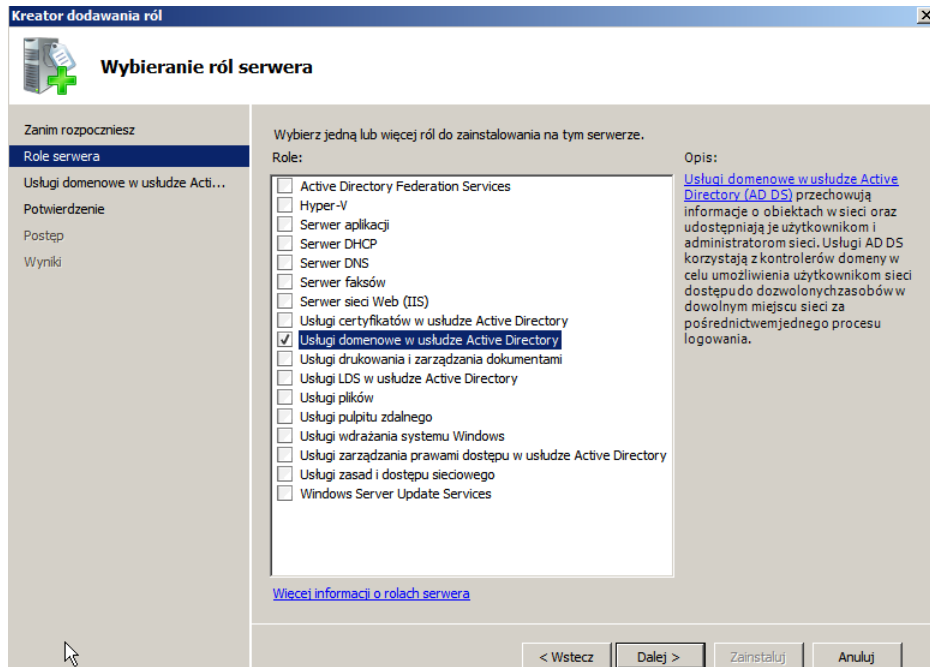 Kreator dodawania ról
Wybieranie ról serwera
Zanim rozpoczniesz
Role serwera
Usługi domenowe w usłudze Acti...
Potwierdzenie
Postęp
Wyniki
Wybierz jedną lub więcej ról do zainstalowania na tym serwerze.
Role:
Active Directory Federation Services
Hyper-V
Serwer aplikacji
Serwer DHCP
Serwer DNS
Serwer faksów
Serwer sieci Web (IIS)
Usługi certyfikatów w usłudze Active Directory
Usługi domenowe w usłudze Active Directory
Usługi drukowania i zarządzania dokumentami
Usługi LDS w usłudze Active Directory
Usługi plików
Usługi pulpitu zdalnego
Usługi wdrażania systemu Windows
Usługi zarządzania prawami dostępu w usłudze Active Directory
Usługi zasad i dostępu sieciowego
Windows Server Update Services
Więcej informacji o rolach serwera
Opis:
Usługi domenowe w usłudze Active
Directory (AD DS) przechowują
informacje o obiektach w sieci oraz
udostępniają je użytkownikom i
administratorom sieci. Usługi AD DS
korzystają z kontrolerów domeny w
celu umożliwienia użytkownikom sieci
dostępu do dozwolonychzasobów w
dowolnym miejscu sieci za
pośrednictwemjednego procesu
logowania.
< Wstecz
Dalej >
Zainstaluj
Anuluj